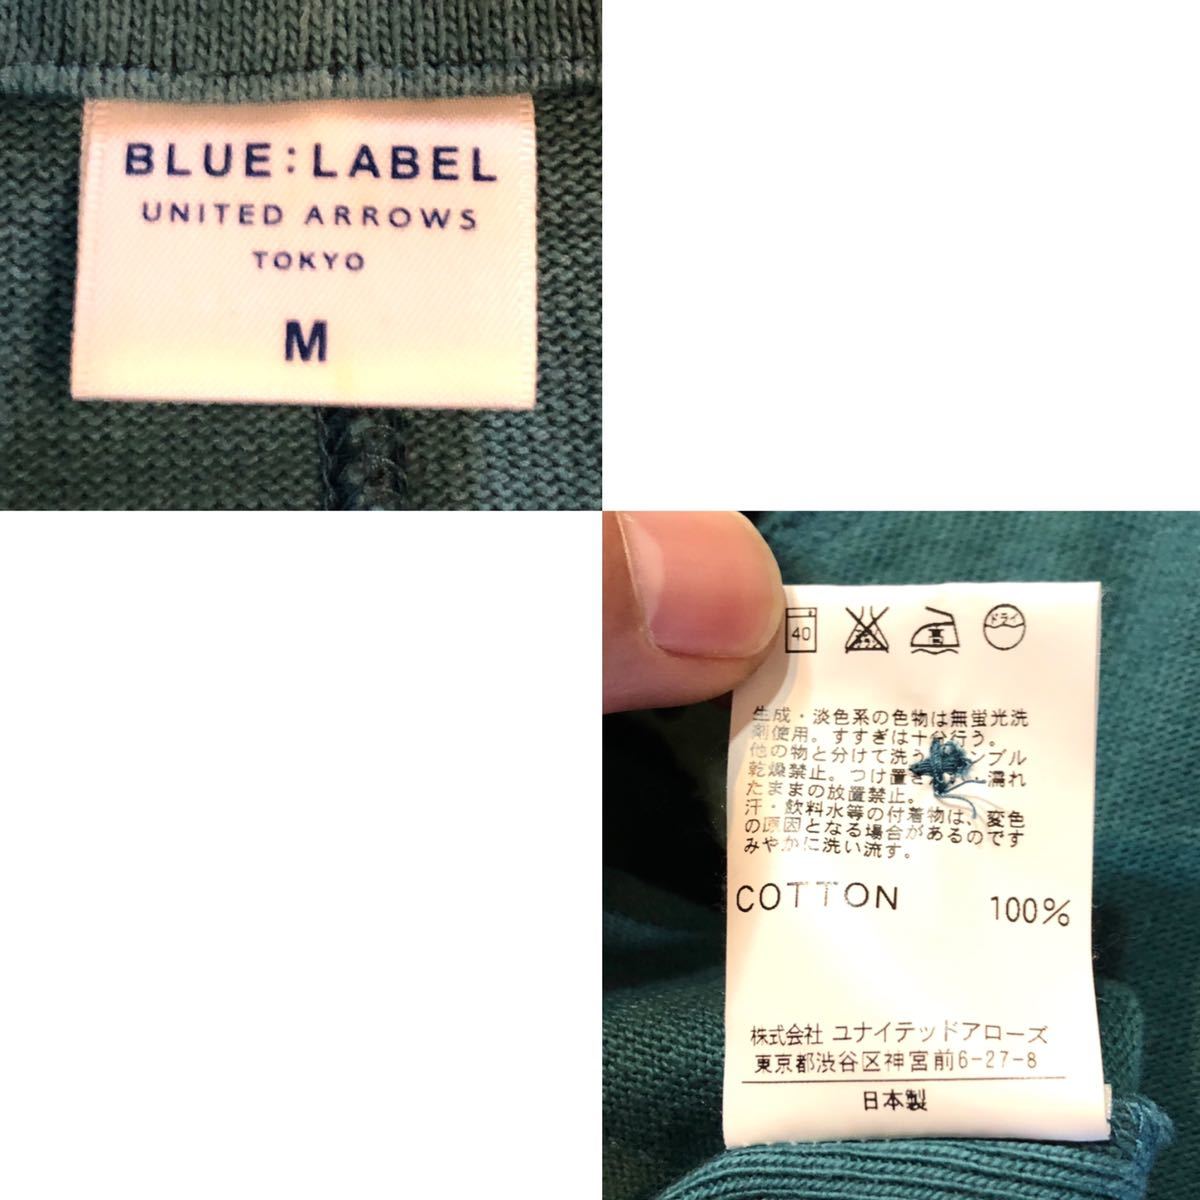 BLUE:LABEL
UNITED ARROWS
TOKYO
M
40
高
ドライ
生成・淡色系の色物は無蛍光洗
剤使用。すすぎは十分行う。
他の物と分けて洗う ンブル
乾燥禁止。つけ置き 濡れ
たままの放置禁止。
汗・飲料水等の付着物は、変色
の原因となる場合があるのです
みやかに洗い流す。
COTTON 100%
株式会社 ユナイテッドアローズ
東京都渋谷区神宮前6-27-8
日本製